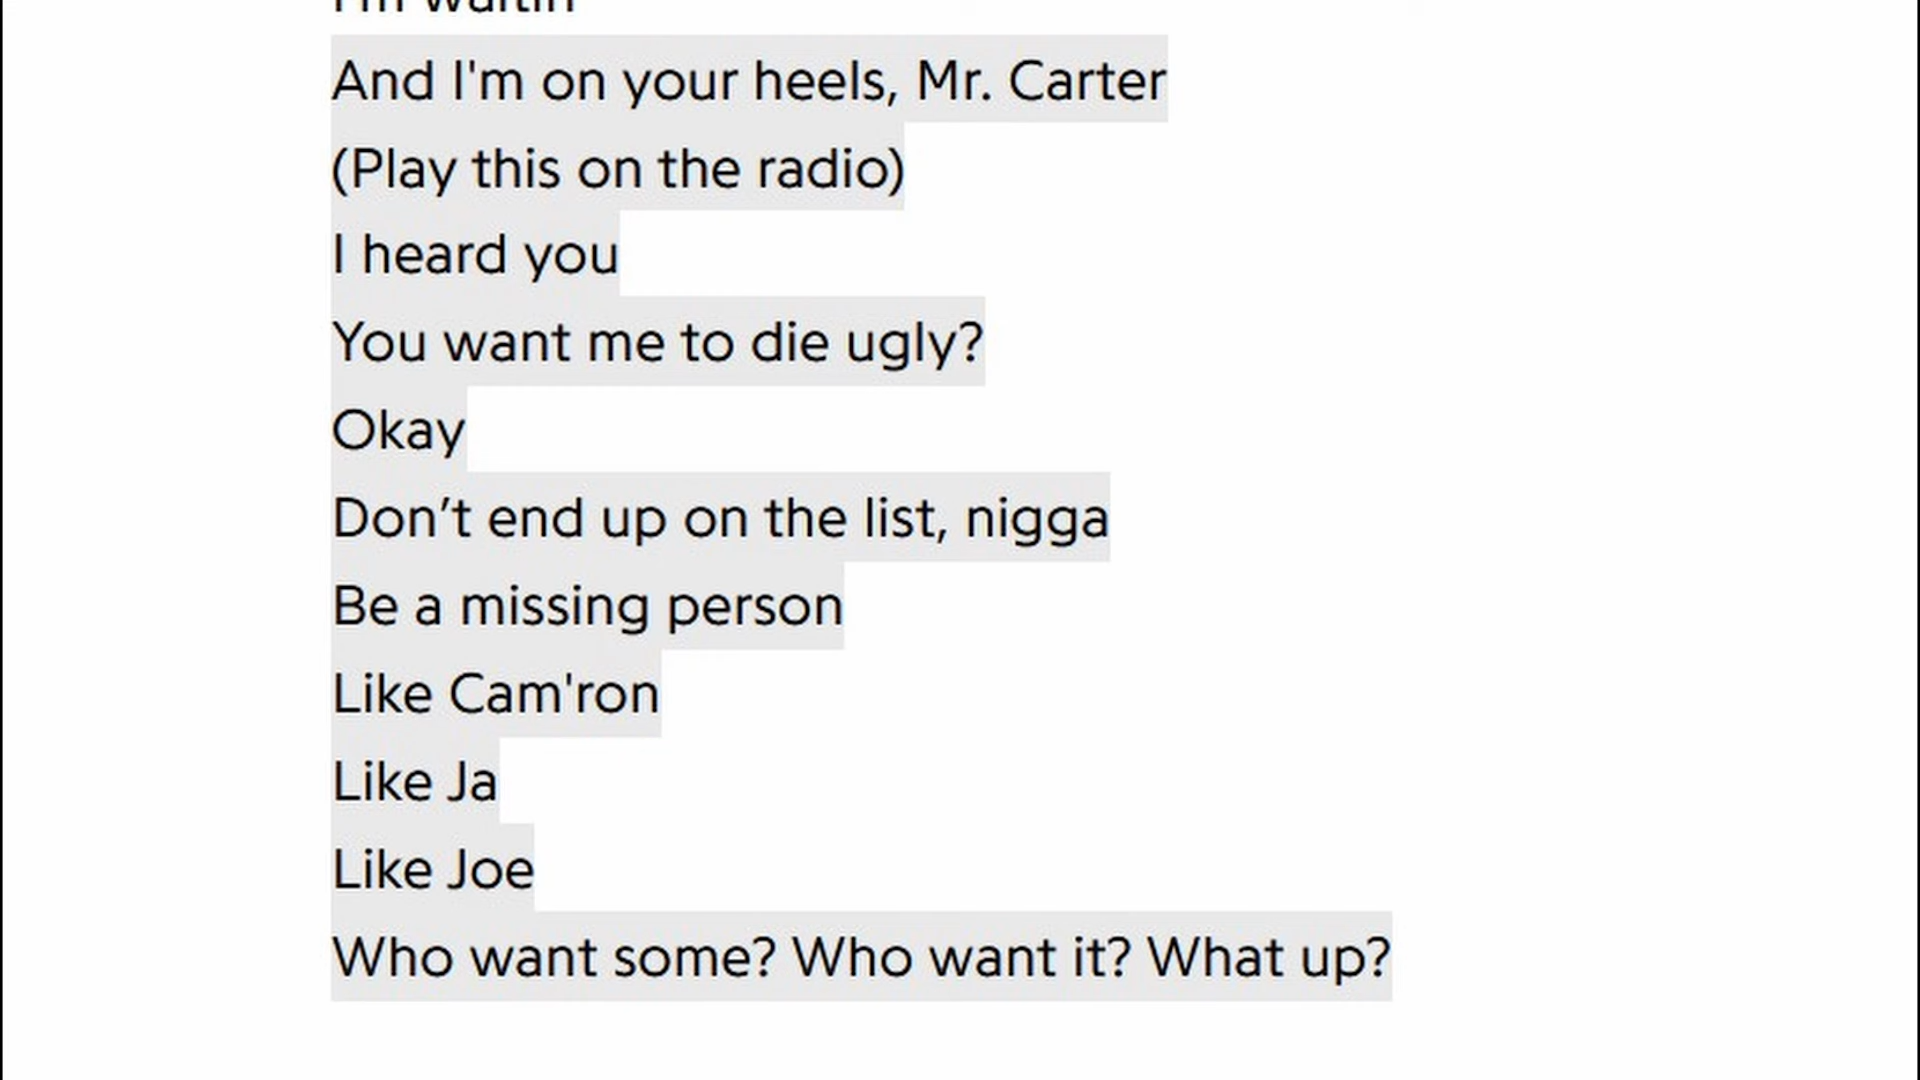 I'm waitin'
And I'm on your heels, Mr. Carter
(Play this on the radio)
I heard you
You want me to die ugly?
Okay
Don’t end up on the list, nigga
Be a missing person
Like Cam'ron
Like Ja
Like Joe
Who want some? Who want it? What up?